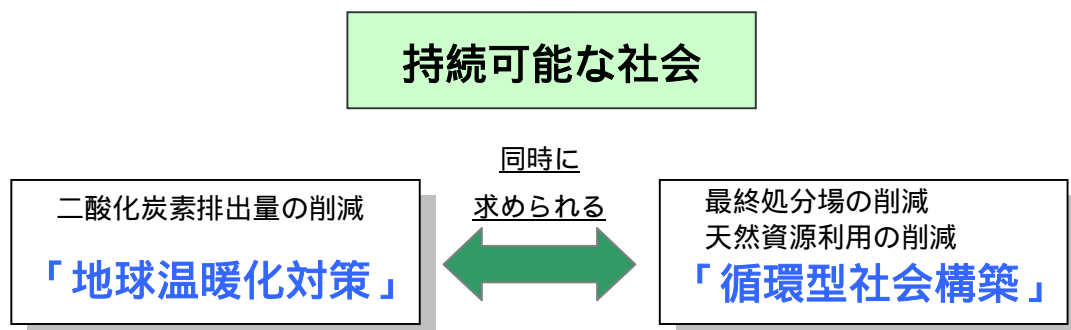 持続可能な社会
同時に
求められる
二酸化炭素排出量の削減
「地球温暖化対策」
最終処分場の削減
天然資源利用の削減
「循環型社会構築」